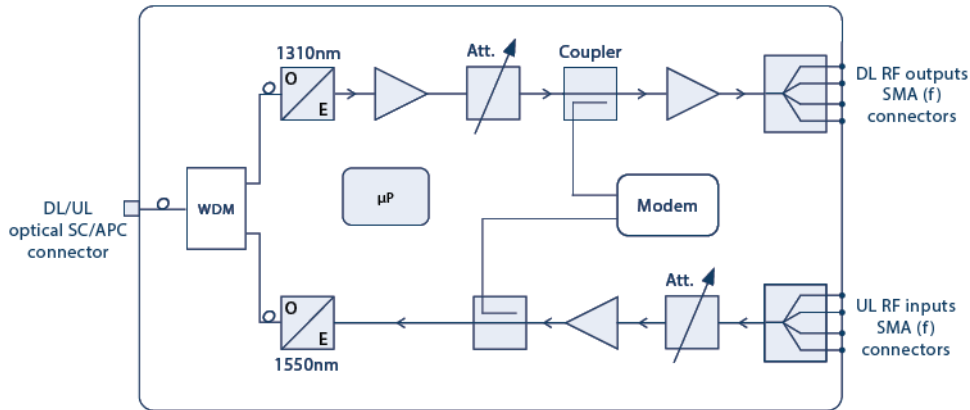 1310nm
Att.
Coupler
O
E
DL RF outputs
SMA (f)
connectors
µP
WDM
Modem
DL/UL
optical SC/APC
connector
Att.
O
E
1550nm
UL RF inputs
SMA (f)
connectors